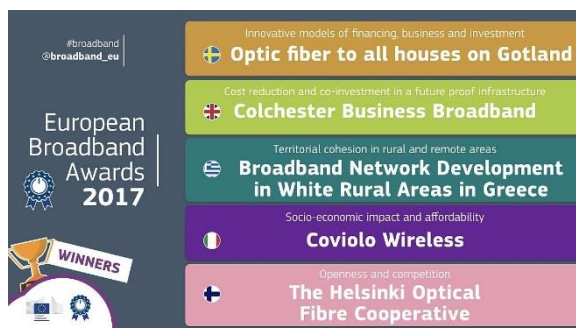 #broadband
@broadband_eu
European
Broadband
Awards
2017
WINNERS
Innovative models of financing, business and investment
Optic fiber to all houses on Gotland
Cost reduction and co-investment in a future proof infrastructure
Colchester Business Broadband
Territorial cohesion in rural and remote areas
Broadband Network Development
in White Rural Areas in Greece
Socio-economic impact and affordability
Coviolo Wireless
Openness and competition
The Helsinki Optical
Fibre Cooperative